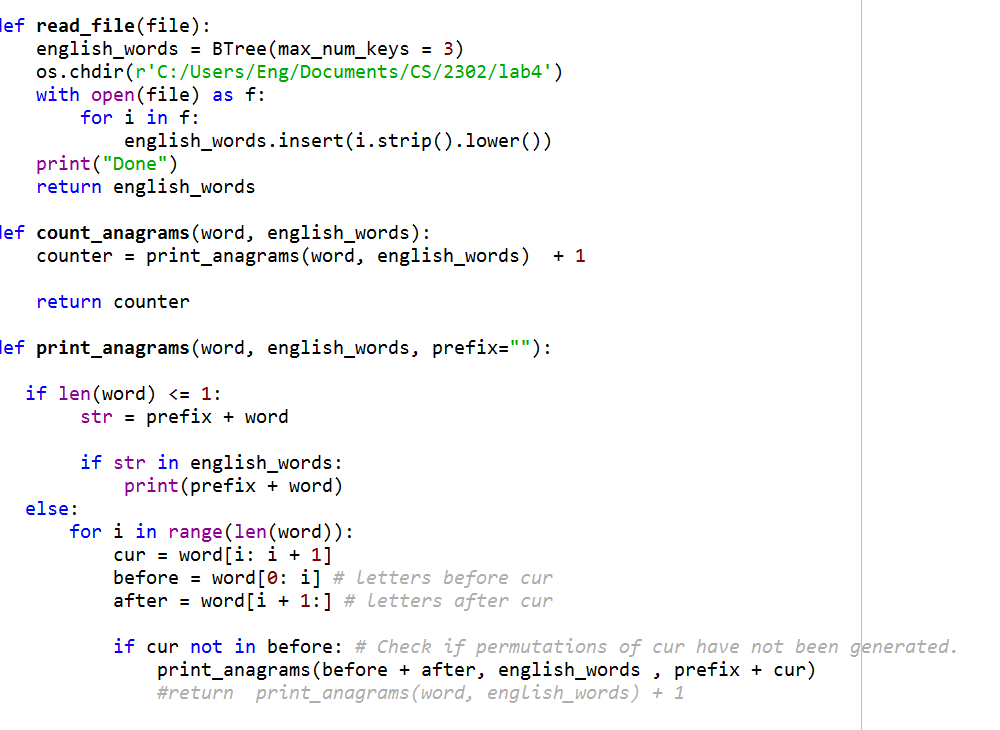 def read_file(file):
    english_words = BTree(max_num_keys = 3)
    os.chdir(r'C:/Users/Eng/Documents/CS/2302/lab4')
    with open(file) as f:
        for i in f:
            english_words.insert(i.strip().lower())
    print("Done")
    return english_words

def count_anagrams(word, english_words):
    counter = print_anagrams(word, english_words)  + 1

    return counter

def print_anagrams(word, english_words, prefix=""):

   if len(word) <= 1:
        str = prefix + word

        if str in english_words:
            print(prefix + word)
   else:
       for i in range(len(word)):
           cur = word[i: i + 1]
           before = word[0: i] # letters before cur
           after = word[i + 1:] # letters after cur

           if cur not in before: # Check if permutations of cur have not been generated.
               print_anagrams(before + after, english_words , prefix + cur)
               #return  print_anagrams(word, english_words) + 1